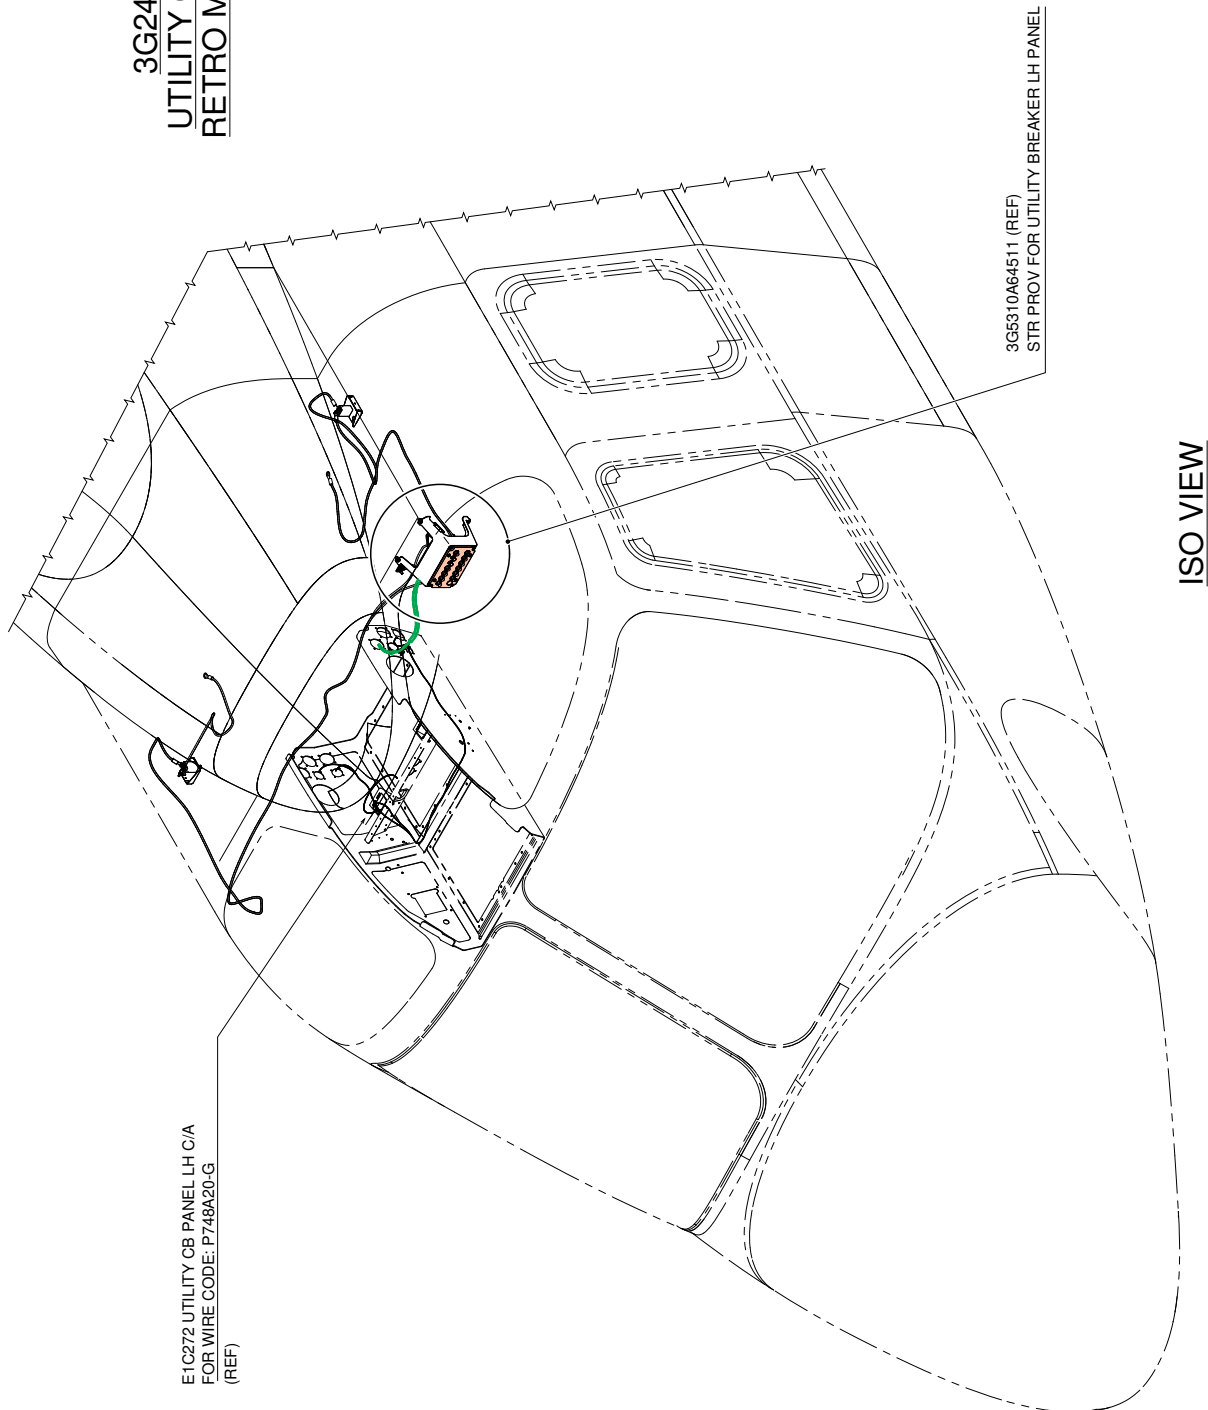 3G24
UTILITY
RETRO M
3G5310A64511 (REF)
STR PROV FOR UTILITY BREAKER LH PANEL
E1C272 UTILITY CB PANEL LH C/A
FOR WIRE CODE: P748A20-G
(REF)
ISO VIEW